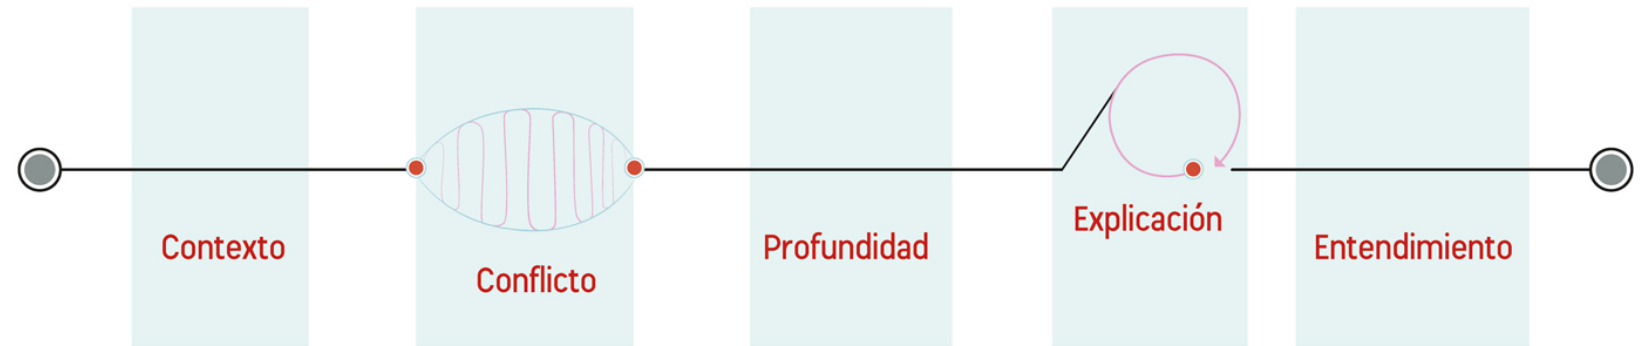 Contexto
Conflicto
Profundidad
Explicación
Entendimiento